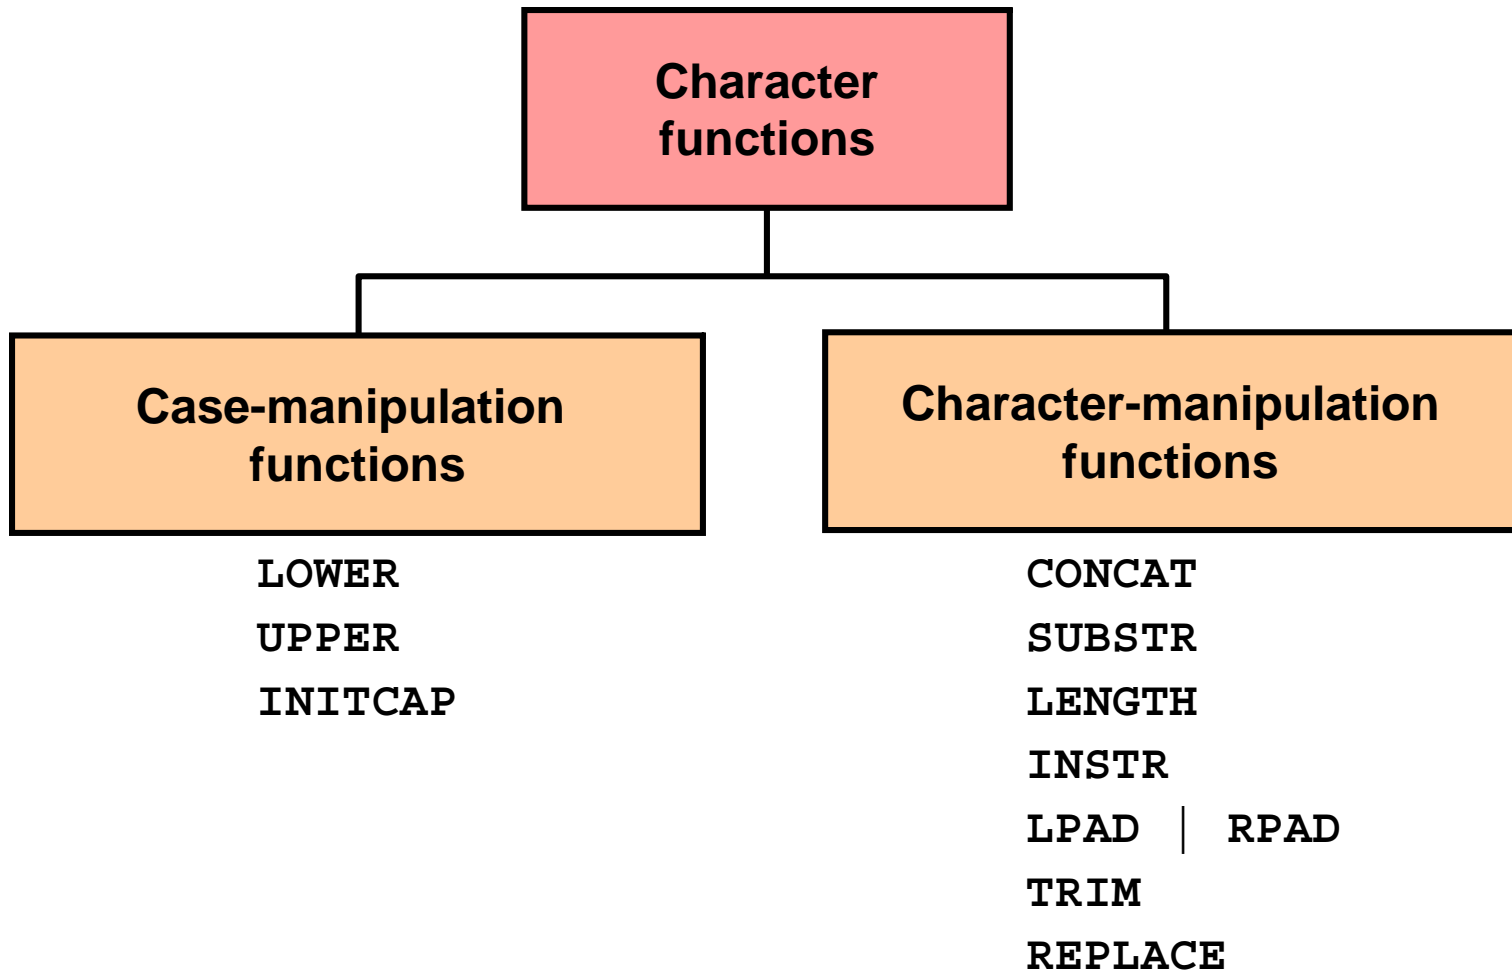 Character
functions
Case-manipulation
functions
LOWER
UPPER
INITCAP
Character-manipulation
functions
CONCAT
SUBSTR
LENGTH
INSTR
LPAD | RPAD
TRIM
REPLACE